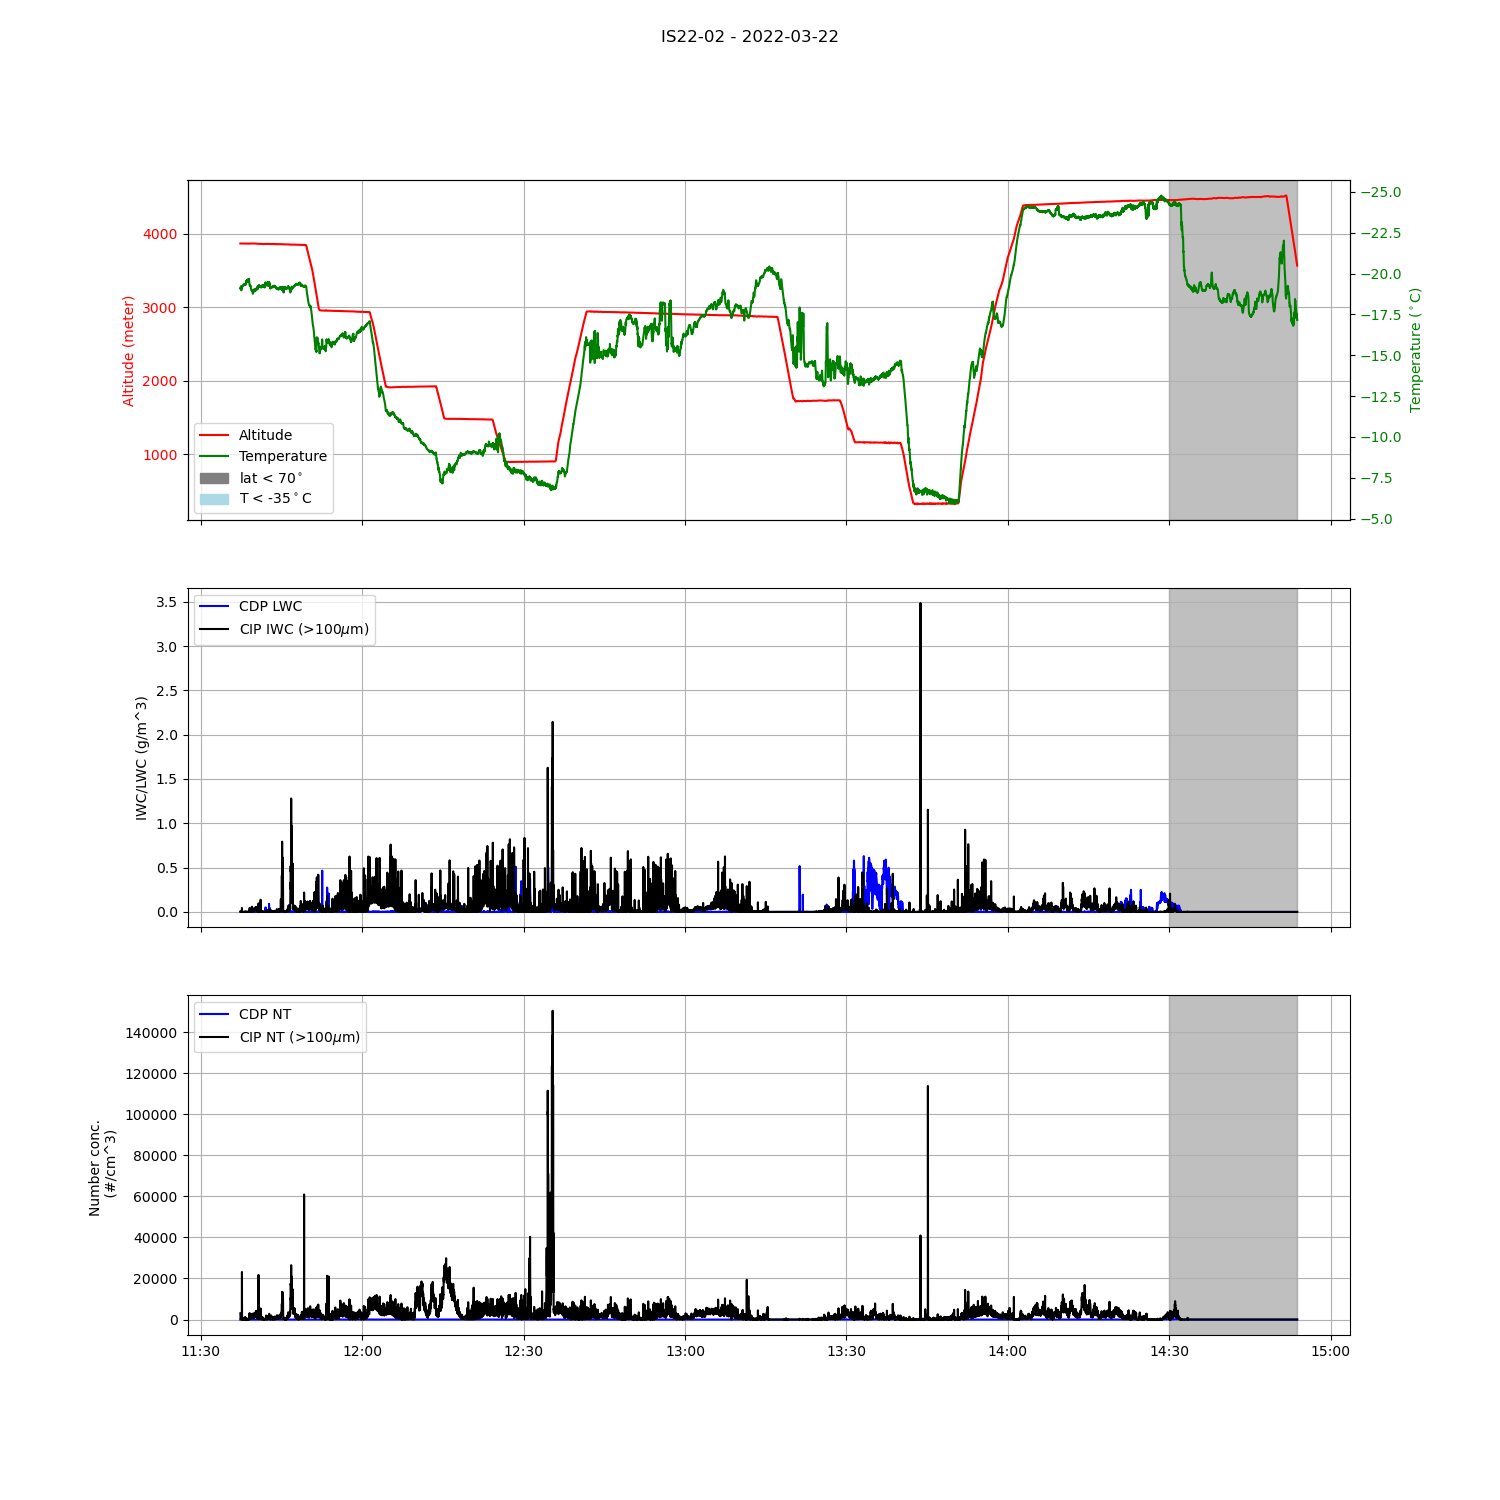 IS22-02 - 2022-03-22
4000
3000
2000
1000
Altitude (meter)
−25.0
−22.5
−20.0
−17.5
−15.0
−12.5
−10.0
−7.5
−5.0
Temperature (°C)
Altitude
Temperature
lat < 70°
T < -35°C
3.5
3.0
2.5
2.0
1.5
1.0
0.5
0.0
IWC/LWC (g/m^3)
CDP LWC
CIP IWC (>100μm)
140000
120000
100000
80000
60000
40000
20000
0
Number conc.
(#/cm^3)
CDP NT
CIP NT (>100μm)
11:30 12:00 12:30 13:00 13:30 14:00 14:30 15:00